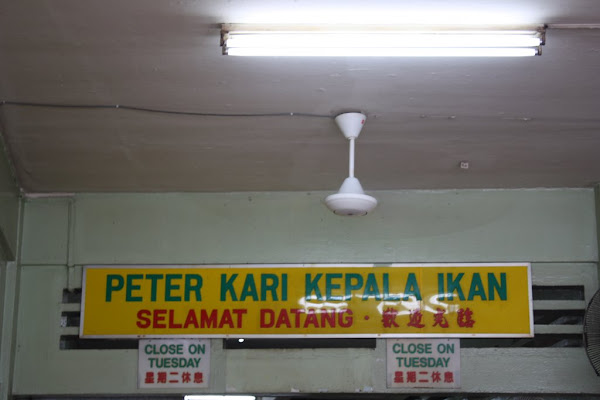 PETER KARI KEPALA IKAN
SELAMAT DATANG · 歡迎光臨
CLOSE ON
TUESDAY
星期二休息
CLOSE ON
TUESDAY
星期二休息